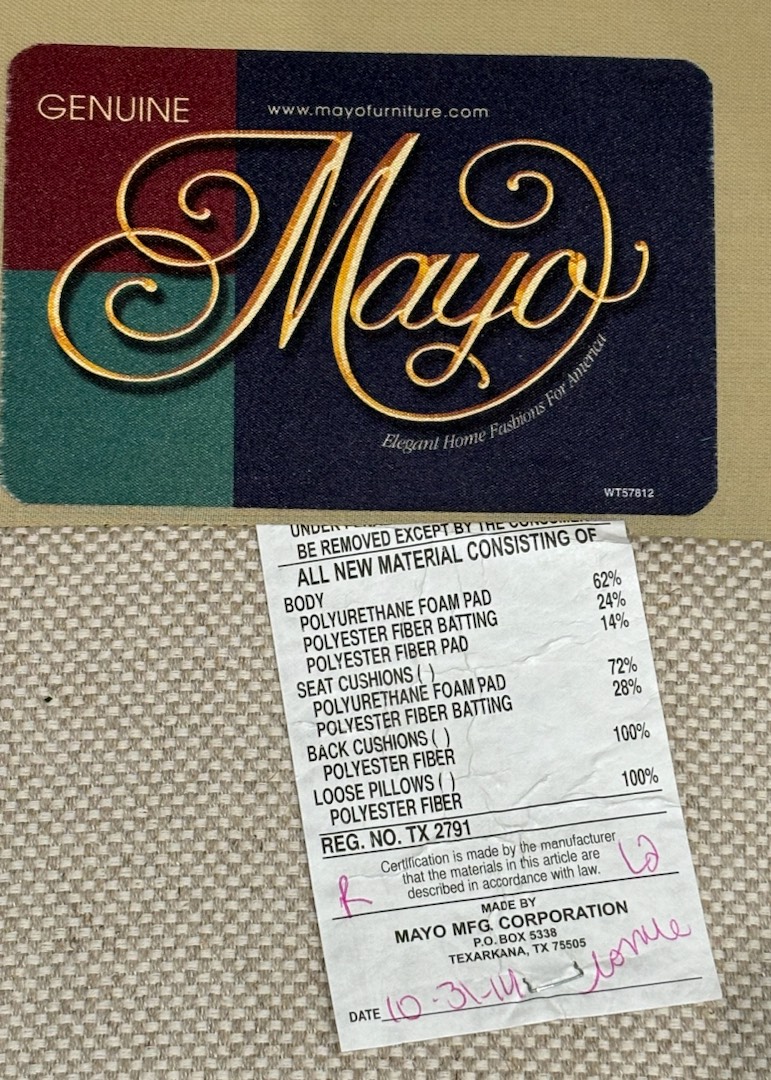 GENUINE
www.mayofurniture.com
Mayo
Elegant Home Fashions For America
WT57812
UNDER
BE REMOVED EXCEPT BY THE CONSUMER
ALL NEW MATERIAL CONSISTING OF
BODY
POLYURETHANE FOAM PAD 62%
POLYESTER FIBER BATTING 24%
POLYESTER FIBER PAD 14%
SEAT CUSHIONS ( )
POLYURETHANE FOAM PAD 72%
POLYESTER FIBER BATTING 28%
BACK CUSHIONS ( )
POLYESTER FIBER 100%
LOOSE PILLOWS ( )
POLYESTER FIBER 100%
REG. NO. TX 2791
Certification is made by the manufacturer
that the materials in this article are
described in accordance with law.
R
MADE BY
MAYO MFG. CORPORATION
P.O. BOX 5338
TEXARKANA, TX 75505
DATE 10-31-14